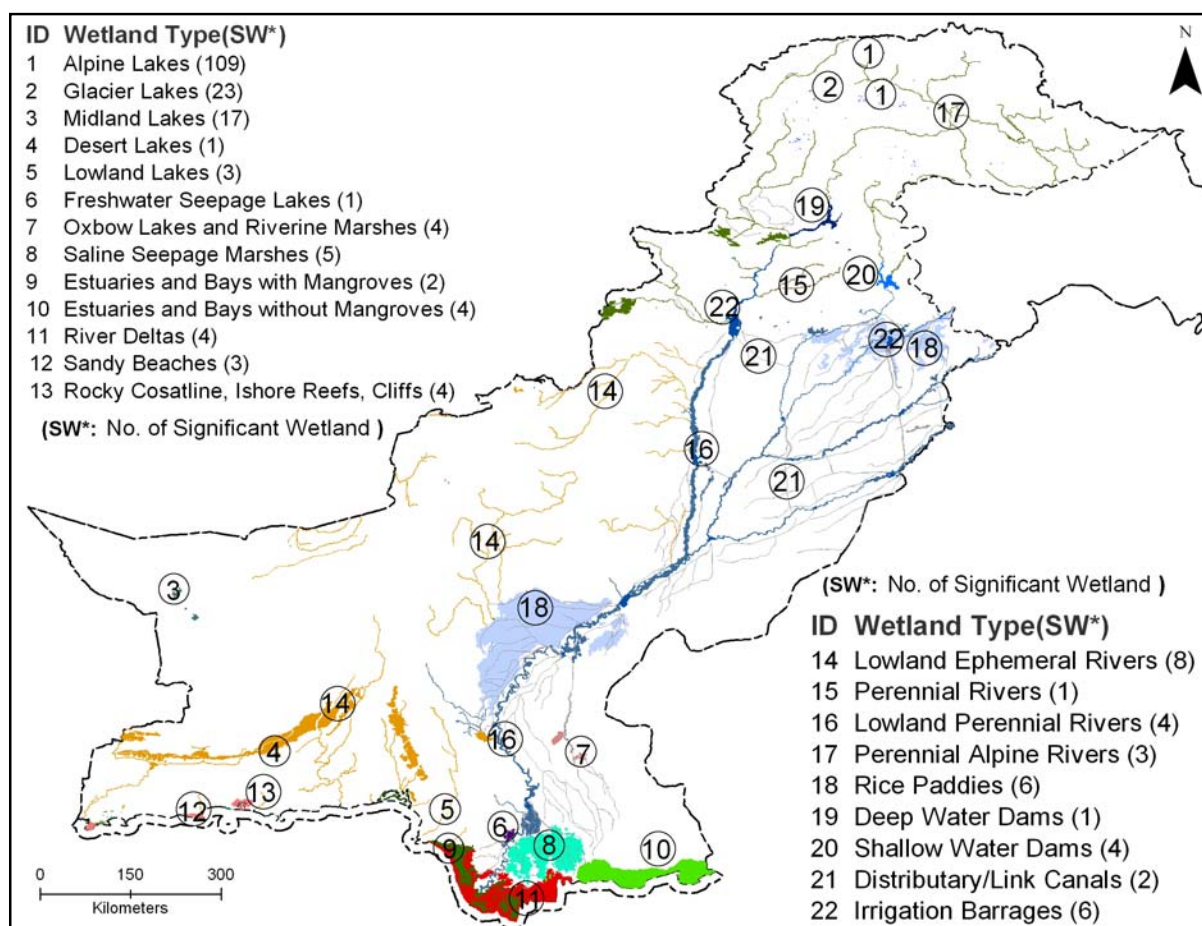 ID Wetland Type(SW*)
1 Alpine Lakes (109)
2 Glacier Lakes (23)
3 Midland Lakes (17)
4 Desert Lakes (1)
5 Lowland Lakes (3)
6 Freshwater Seepage Lakes (1)
7 Oxbow Lakes and Riverine Marshes (4)
8 Saline Seepage Marshes (5)
9 Estuaries and Bays with Mangroves (2)
10 Estuaries and Bays without Mangroves (4)
11 River Deltas (4)
12 Sandy Beaches (3)
13 Rocky Cosatline, Ishore Reefs, Cliffs (4)
(SW*: No. of Significant Wetland )
N
1
2
1
17
19
20
15
22
22
18
21
14
16
21
14
3
18
14
4
16
7
13
12
5
6
8
9
10
11
0 150 300
Kilometers
(SW*: No. of Significant Wetland )
ID Wetland Type(SW*)
14 Lowland Ephemeral Rivers (8)
15 Perennial Rivers (1)
16 Lowland Perennial Rivers (4)
17 Perennial Alpine Rivers (3)
18 Rice Paddies (6)
19 Deep Water Dams (1)
20 Shallow Water Dams (4)
21 Distributary/Link Canals (2)
22 Irrigation Barrages (6)